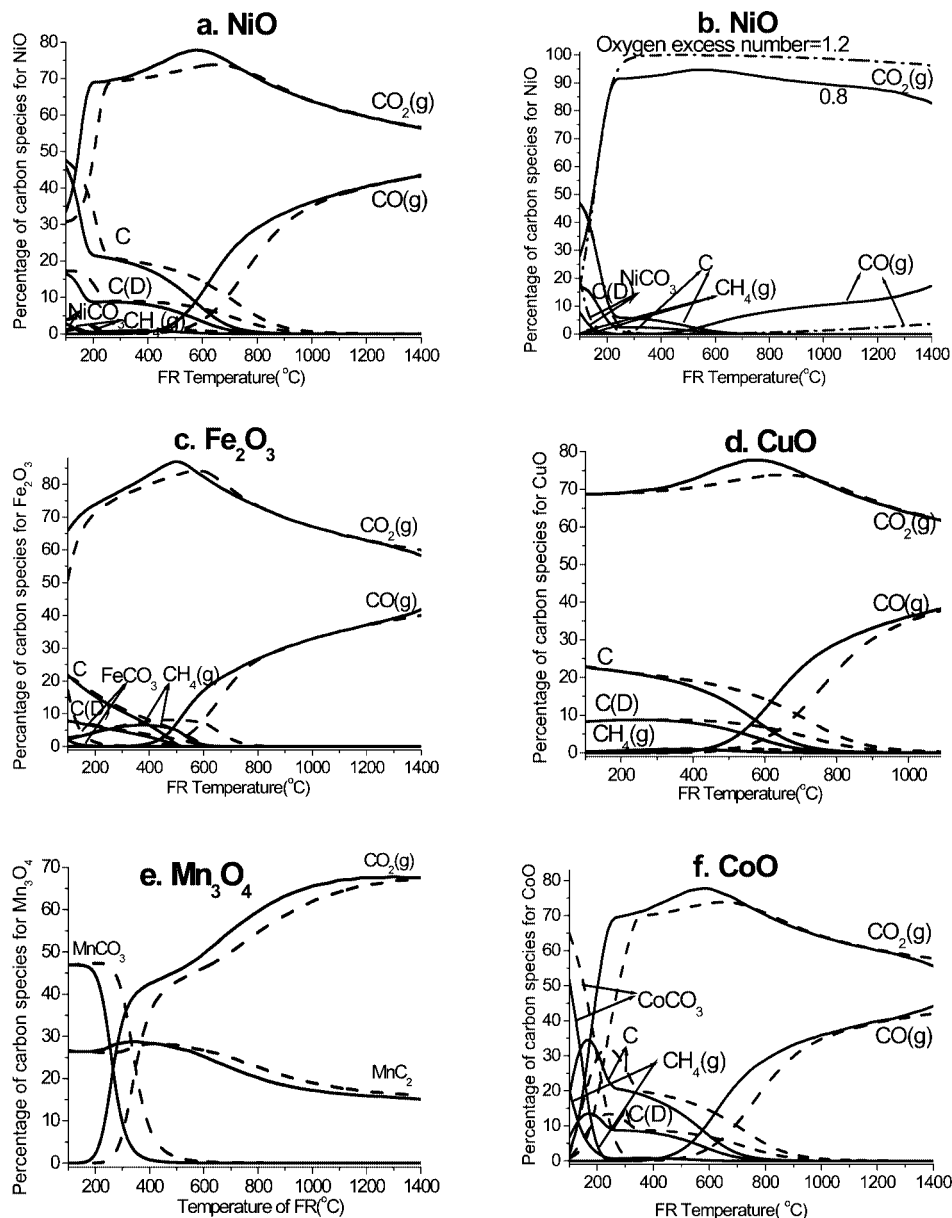 a. NiO
Percentage of carbon species for NiO
80
70
60
50
40
30
20
10
0
CO2(g)
CO(g)
C
C(D)
NiCO3
CH4(g)
200 400 600 800 1000 1200 1400
FR Temperature(°C)
b. NiO
Oxygen excess number=1.2
Percentage of carbon species for NiO
100
90
80
70
60
50
40
30
20
10
0
CO2(g)
0.8
C(D)
NiCO3
C
CH4(g)
CO(g)
200 400 600 800 1000 1200 1400
FR Temperature(°C)
c. Fe2O3
Percentage of carbon species for Fe2O3
80
70
60
50
40
30
20
10
0
CO2(g)
CO(g)
C
FeCO3
CH4(g)
C(D)
200 400 600 800 1000 1200 1400
FR Temperature(°C)
d. CuO
Percentage of carbon species for CuO
80
70
60
50
40
30
20
10
0
CO2(g)
CO(g)
C
C(D)
CH4(g)
200 400 600 800 1000
FR Temperature(°C)
e. Mn3O4
Percentage of carbon species for Mn3O4
70
60
50
40
30
20
10
0
CO2(g)
MnCO3
MnC2
200 400 600 800 1000 1200 1400
Temperature of FR(°C)
f. CoO
Percentage of carbon species for CoO
80
70
60
50
40
30
20
10
0
CO2(g)
CoCO3
C
CH4(g)
CO(g)
C(D)
200 400 600 800 1000 1200 1400
FR Temperature( °C)